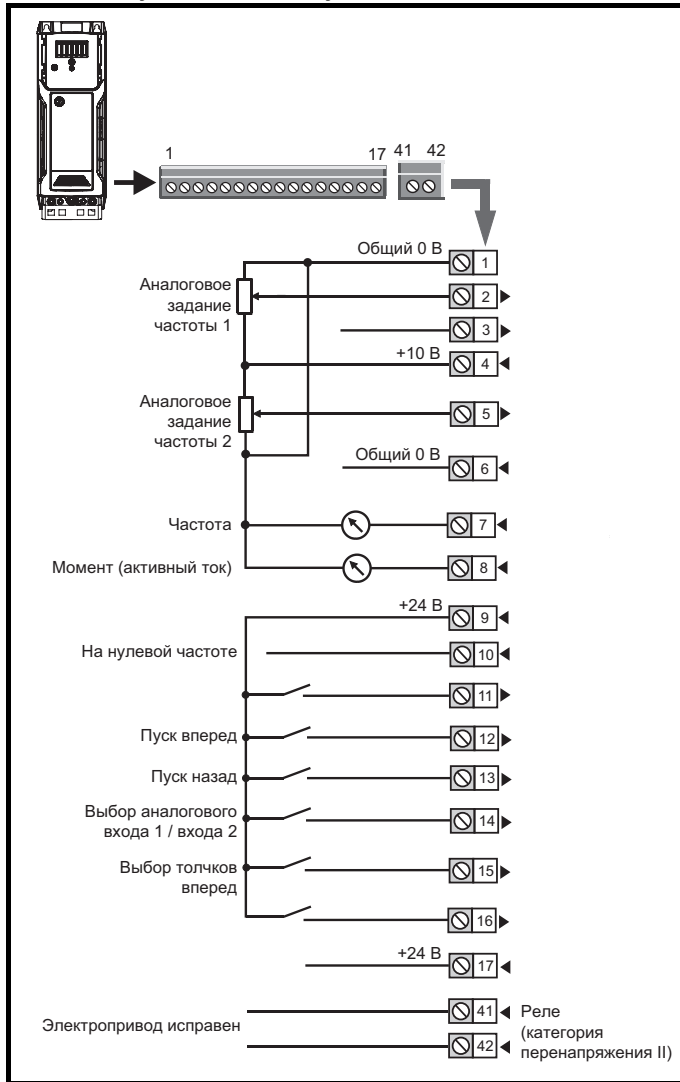 1
17
41
42
Общий 0 В
1
Аналоговое
задание
частоты 1
2
3
+10 В
4
Аналоговое
задание
частоты 2
5
Общий 0 В
6
Частота
7
Момент (активный ток)
8
+24 В
9
На нулевой частоте
10
11
Пуск вперед
12
Пуск назад
13
Выбор аналогового
входа 1 / входа 2
14
Выбор толчков
вперед
15
16
+24 В
17
Электропривод исправен
41
42
Реле
(категория
перенапряжения II)